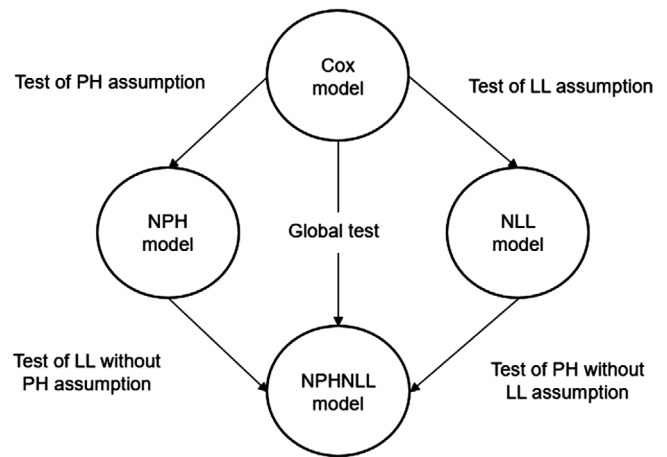 Cox
model
Test of PH assumption
Test of LL assumption
NPH
model
Global test
NLL
model
Test of LL without
PH assumption
NPHNLL
model
Test of PH without
LL assumption